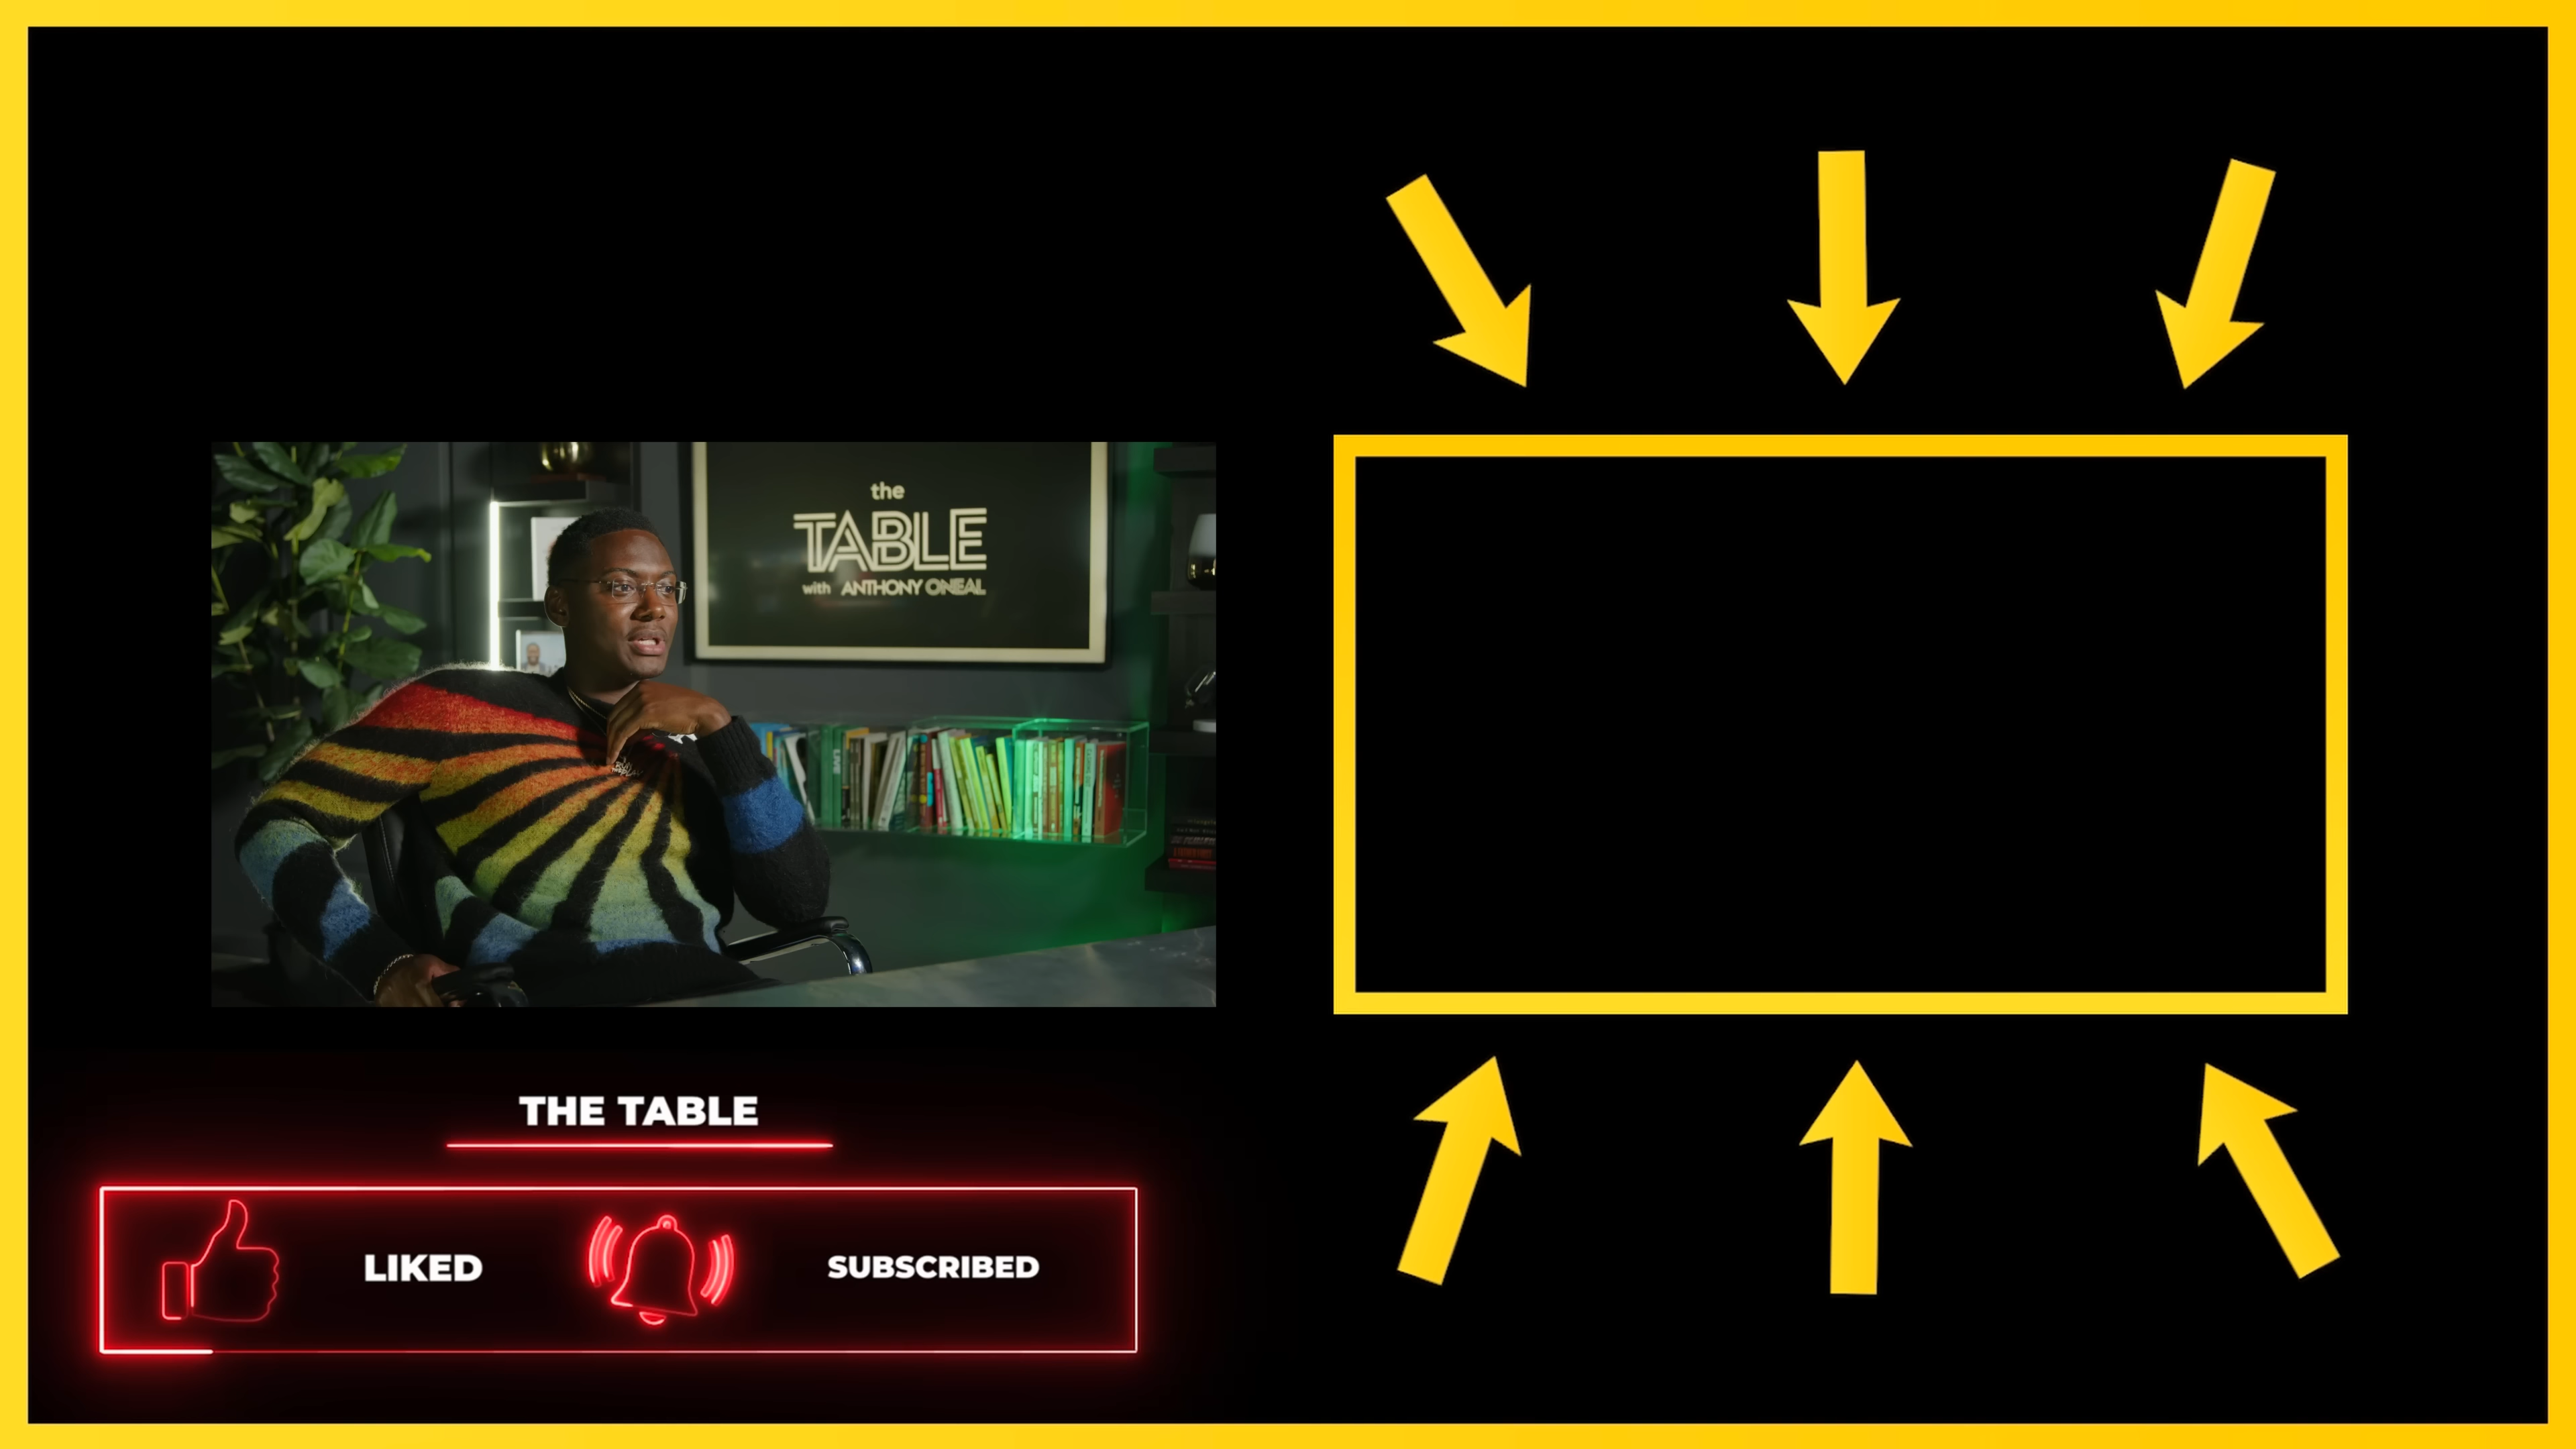 the
TABLE
with ANTHONY ONEAL
THE TABLE
LIKED
SUBSCRIBED